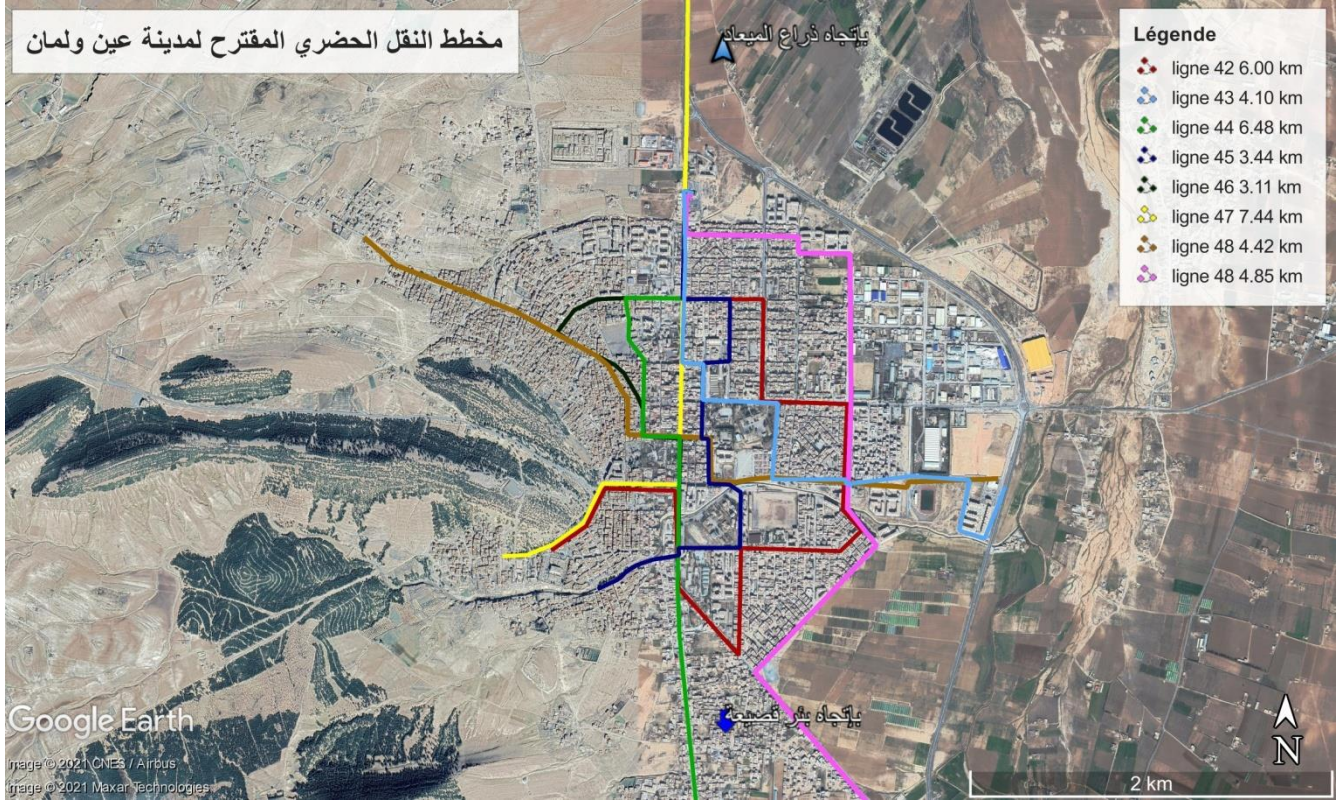 مخطط النقل الحضري المقترح لمدينة عين ولمان
بإتجاه ذراع الميعاد
Légende
ligne 42 6.00 km
ligne 43 4.10 km
ligne 44 6.48 km
ligne 45 3.44 km
ligne 46 3.11 km
ligne 47 7.44 km
ligne 48 4.42 km
ligne 48 4.85 km
بإتجاه بئر قصيعة
Google Earth
Image © 2021 CNES / Airbus
Image © 2021 Maxar Technologies
N
2 km